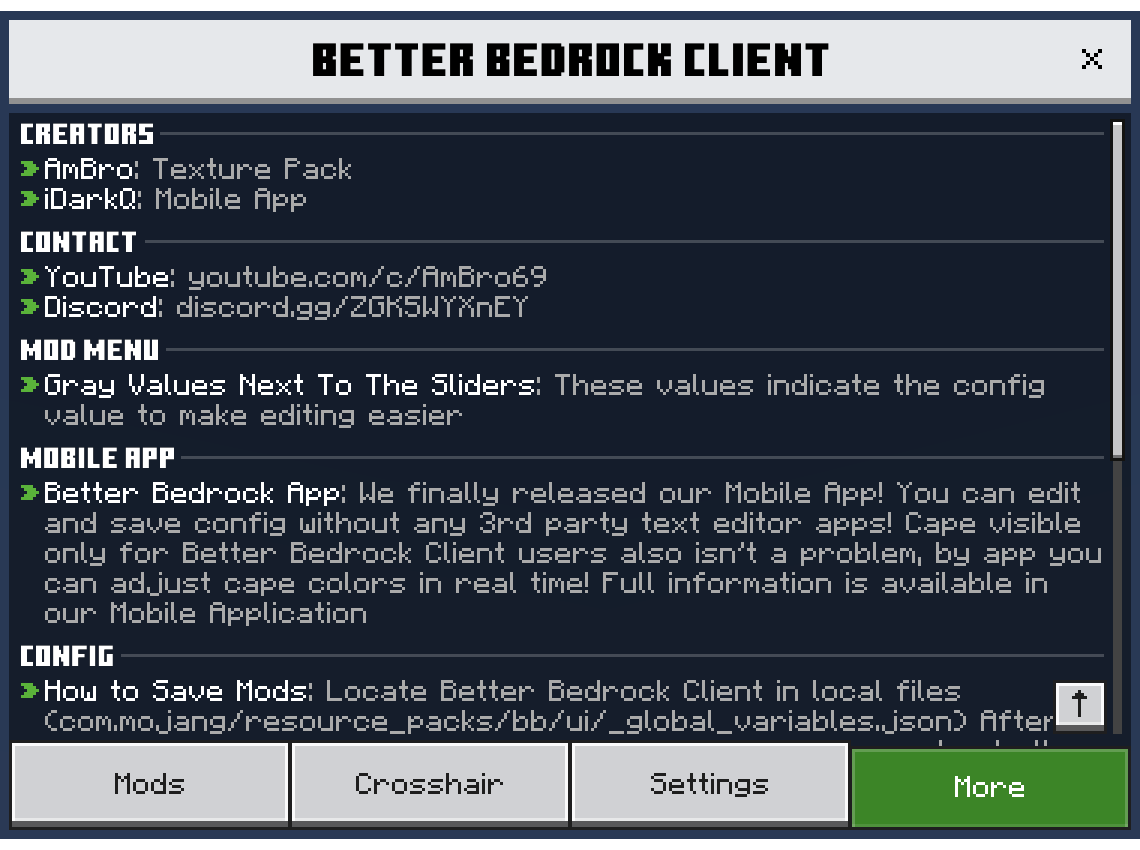 BETTER BEDROCK CLIENT
CREATORS
AmBro: Texture Pack
iDarkQ: Mobile App
CONTACT
YouTube: youtube.com/c/AmBro69
Discord: discord.gg/ZGK5WYXnEY
MOD MENU
Gray Values Next To The Sliders: These values indicate the config
value to make editing easier
MOBILE APP
Better Bedrock App: We finally released our Mobile App! You can edit
and save config without any 3rd party text editor apps! Cape visible
only for Better Bedrock Client users also isn't a problem, by app you
can adjust cape colors in real time! Full information is available in
our Mobile Application
CONFIG
How to Save Mods: Locate Better Bedrock Client in local files
(com.mojang/resource_packs/bb/ui/_global_variables.json) After
Mods
Crosshair
Settings
More